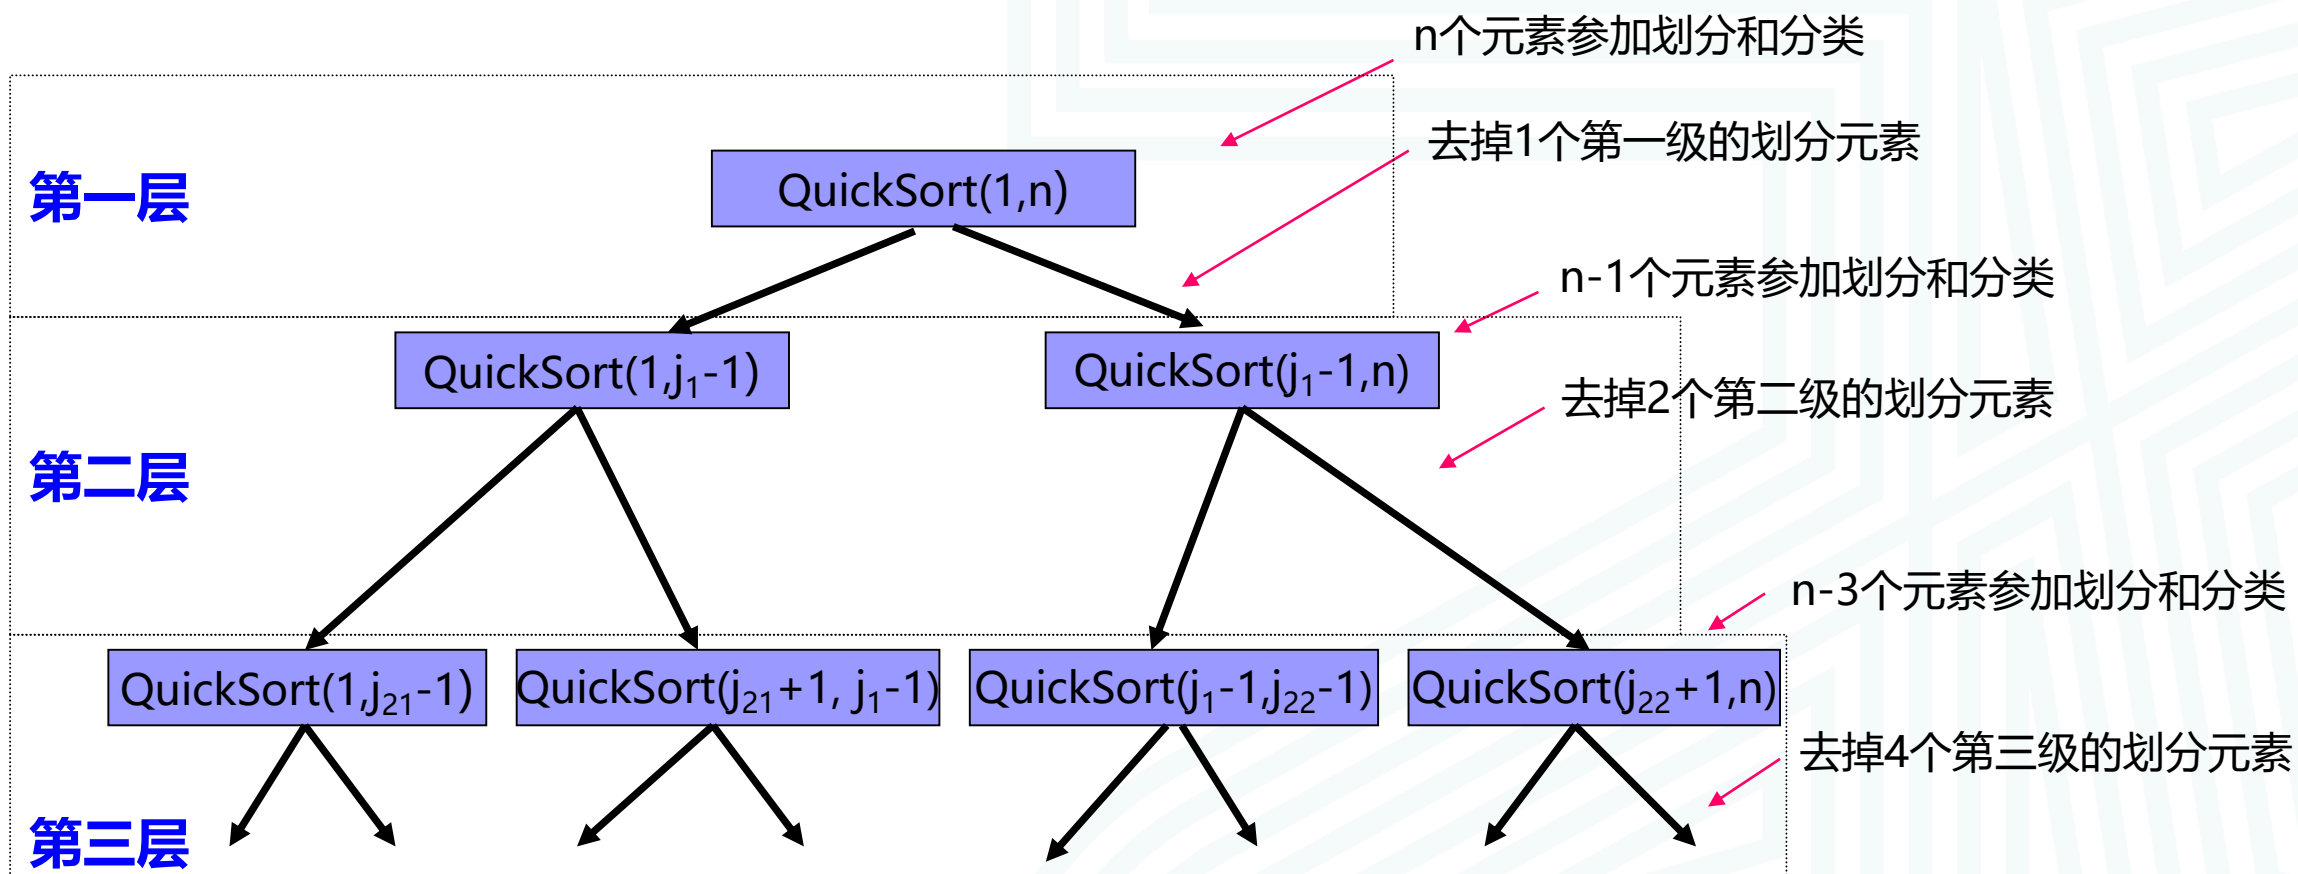 n个元素参加划分和分类
去掉1个第一级的划分元素
第一层
QuickSort(1,n)
n-1个元素参加划分和分类
QuickSort(1,j₁-1)
QuickSort(j₁-1,n)
去掉2个第二级的划分元素
第二层
n-3个元素参加划分和分类
QuickSort(1,j₂₁-1)
QuickSort(j₂₁+1, j₁-1)
QuickSort(j₁-1,j₂₂-1)
QuickSort(j₂₂+1,n)
去掉4个第三级的划分元素
第三层